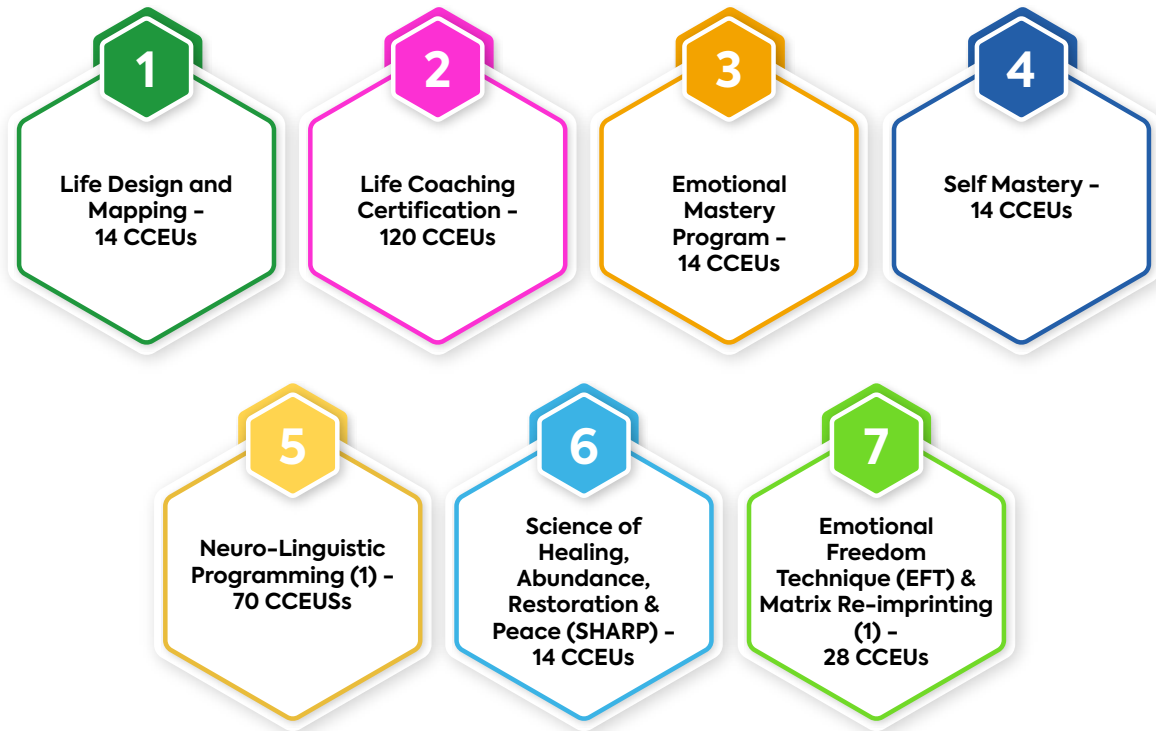 1
Life Design and
Mapping -
14 CCEUs
2
Life Coaching
Certification -
120 CCEUs
3
Emotional
Mastery
Program -
14 CCEUs
4
Self Mastery -
14 CCEUs
5
Neuro-Linguistic
Programming (1) -
70 CCEUSs
6
Science of
Healing,
Abundance,
Restoration &
Peace (SHARP) -
14 CCEUs
7
Emotional
Freedom
Technique (EFT) &
Matrix Re-imprinting
(1) -
28 CCEUs